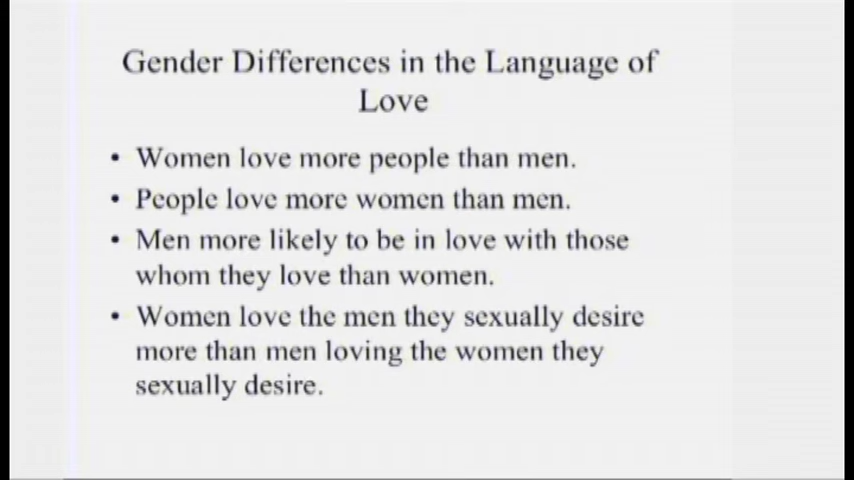 Gender Differences in the Language of
Love
• Women love more people than men.
• People love more women than men.
• Men more likely to be in love with those
whom they love than women.
• Women love the men they sexually desire
more than men loving the women they
sexually desire.